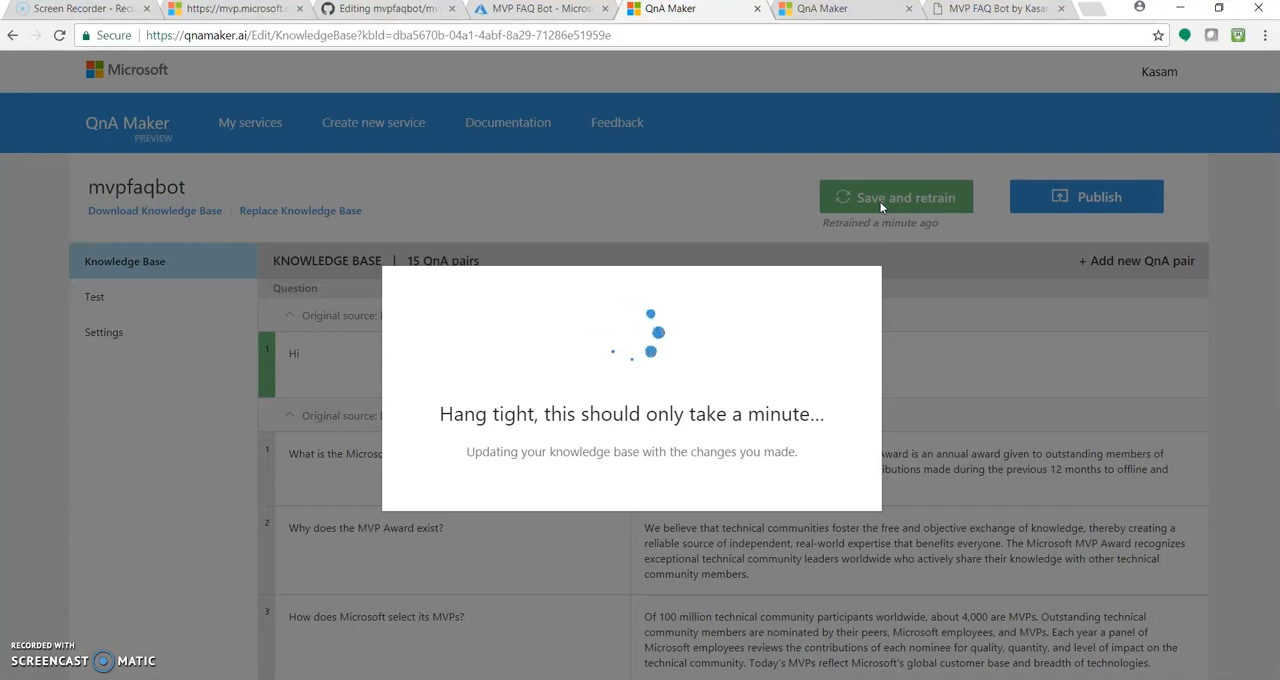 Screen Recorder - Rec
https://mvp.microsoft.c
Editing mvpfaqbot/mv
MVP FAQ Bot - Micros
QnA Maker
QnA Maker
MVP FAQ Bot by Kasa
Secure
https://qnamaker.ai/Edit/KnowledgeBase?kbId=dba5670b-04a1-4abf-8a29-71286e51959e
Microsoft
Kasam
QnA Maker
PREVIEW
My services
Create new service
Documentation
Feedback
mvpfaqbot
Download Knowledge Base
Replace Knowledge Base
Save and retrain
Retrained a minute ago
Publish
Knowledge Base
Test
Settings
KNOWLEDGE BASE | 15 QnA pairs
+ Add new QnA pair
Question
Original source:
1
Hi
Original source:
Hang tight, this should only take a minute...
Updating your knowledge base with the changes you made.
1
What is the Micros
Award is an annual award given to outstanding members of
butions made during the previous 12 months to offline and
2
Why does the MVP Award exist?
We believe that technical communities foster the free and objective exchange of knowledge, thereby creating a
reliable source of independent, real-world expertise that benefits everyone. The Microsoft MVP Award recognizes
exceptional technical community leaders worldwide who actively share their knowledge with other technical
community members.
3
How does Microsoft select its MVPs?
Of 100 million technical community participants worldwide, about 4,000 are MVPs. Outstanding technical
community members are nominated by their peers, Microsoft employees, and MVPs. Each year a panel of
Microsoft employees reviews the contributions of each nominee for quality, quantity, and level of impact on the
technical community. Today's MVPs reflect Microsoft's global customer base and breadth of technologies.
RECORDED WITH
SCREENCAST MATIC